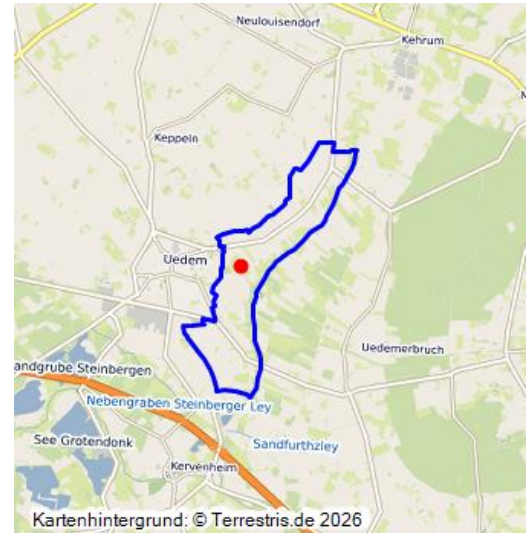 Neulouisendorf
Kehrum
Keppeln
Uedem
Uedemerbruch
andgrube Steinbergen
Nebengraben Steinberger Ley
See Grotendonk
Sandfurthzley
Kervenheim
Kartenhintergrund: © Terrestris.de 2026